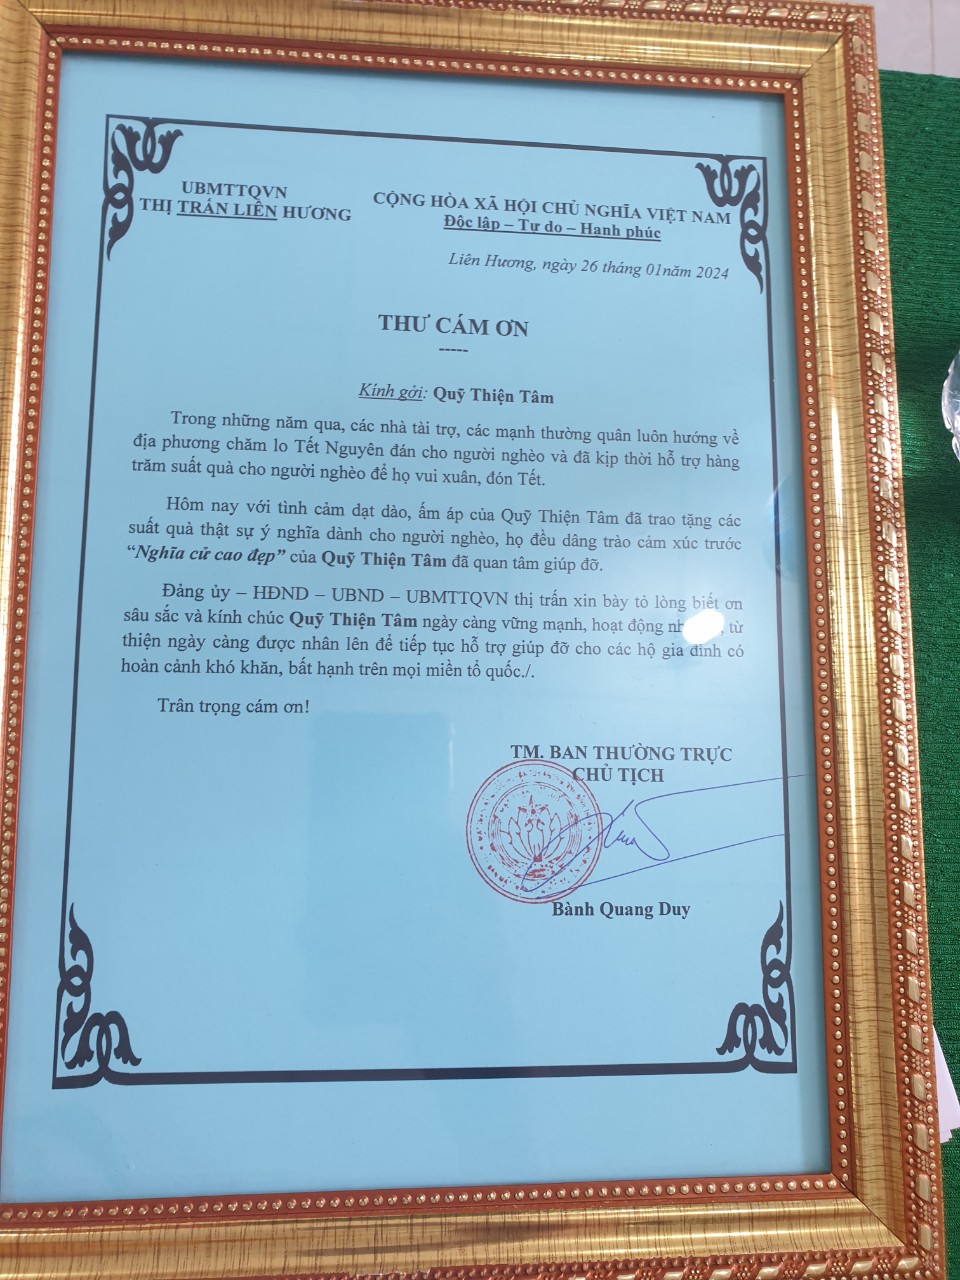 UBMTTQVN
THỊ TRẤN LIÊN HƯƠNG
CỘNG HÒA XÃ HỘI CHỦ NGHĨA VIỆT NAM
Độc lập – Tự do – Hạnh phúc
Liên Hương, ngày 26 tháng 01năm 2024
THƯ CÁM ƠN
-----
Kính gởi: Quỹ Thiện Tâm
Trong những năm qua, các nhà tài trợ, các mạnh thường quân luôn hướng về
địa phương chăm lo Tết Nguyên đán cho người nghèo và đã kịp thời hỗ trợ hàng
trăm suất quà cho người nghèo để họ vui xuân, đón Tết.
Hôm nay với tình cảm dạt dào, ấm áp của Quỹ Thiện Tâm đã trao tặng các
suất quà thật sự ý nghĩa dành cho người nghèo, họ đều dâng trào cảm xúc trước
“Nghĩa cử cao đẹp” của Quỹ Thiện Tâm đã quan tâm giúp đỡ.
Đảng ủy – HĐND – UBND – UBMTTQVN thị trấn xin bày tỏ lòng biết ơn
sâu sắc và kính chúc Quỹ Thiện Tâm ngày càng vững mạnh, hoạt động từ
thiện ngày càng được nhân lên để tiếp tục hỗ trợ giúp đỡ cho các hộ gia đình có
hoàn cảnh khó khăn, bất hạnh trên mọi miền tổ quốc./.
Trân trọng cám ơn!
TM. BAN THƯỜNG TRỰC
CHỦ TỊCH
Bành Quang Duy